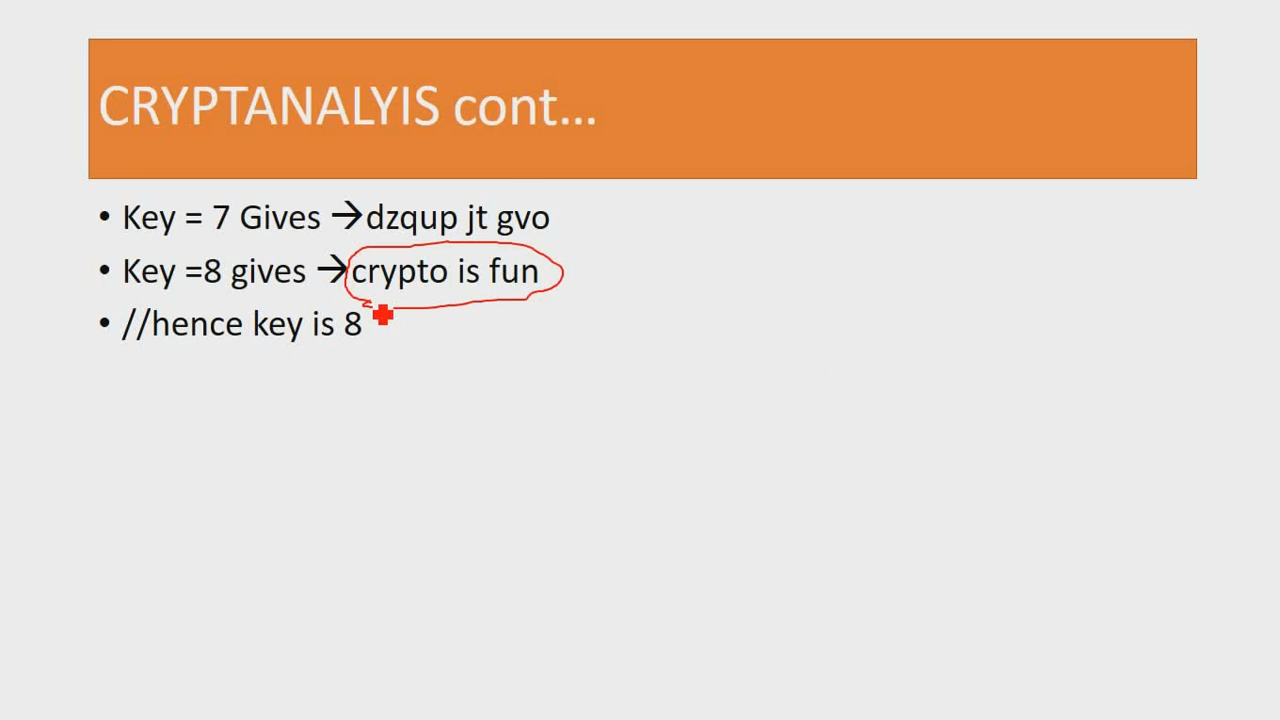 CRYPTANALYIS cont...
• Key = 7 Gives →dzqup jt gvo
• Key =8 gives →crypto is fun
• //hence key is 8